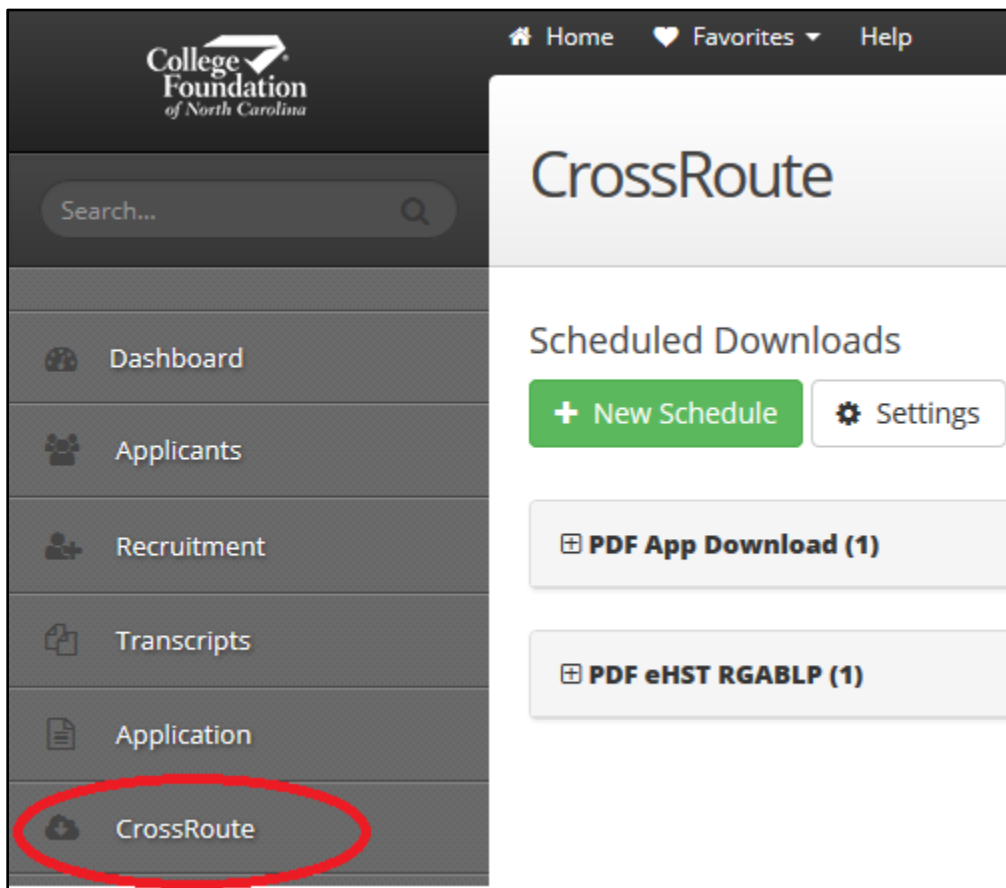 College
Foundation
of North Carolina
Home Favorites Help
Search...
CrossRoute
Dashboard
Applicants
Recruitment
Transcripts
Application
CrossRoute
Scheduled Downloads
+ New Schedule Settings
PDF App Download (1)
PDF eHST RGABLP (1)